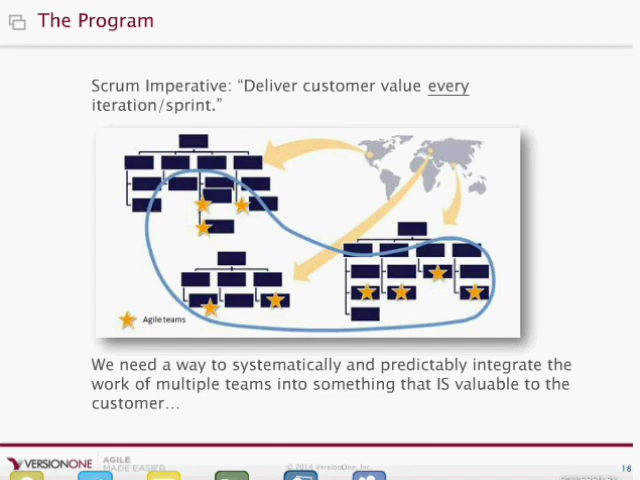 The Program
Scrum Imperative: “Deliver customer value every
iteration/sprint.”
Agile teams
We need a way to systematically and predictably integrate the
work of multiple teams into something that IS valuable to the
customer…
VERSIONONE
AGILE
MADE EASIER
© 2014 VersionOne, Inc.
18